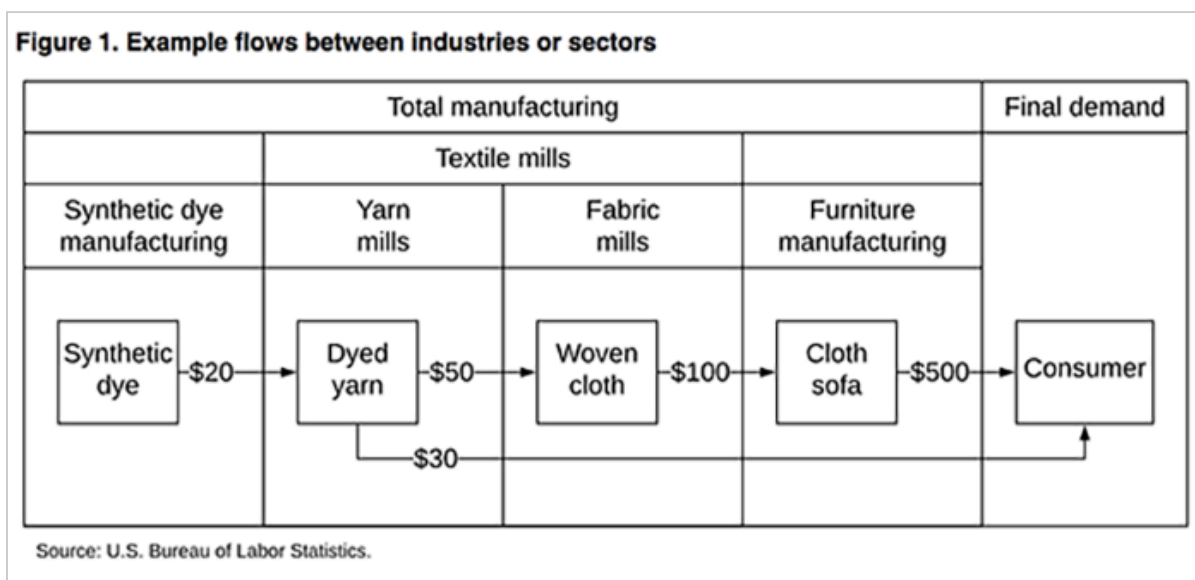 Figure 1. Example flows between industries or sectors
Total manufacturing
Final demand
Textile mills
Synthetic dye
manufacturing
Yarn
mills
Fabric
mills
Furniture
manufacturing
Synthetic
dye
$20
Dyed
yarn
$50
Woven
cloth
$100
Cloth
sofa
$500
Consumer
$30
Source: U.S. Bureau of Labor Statistics.